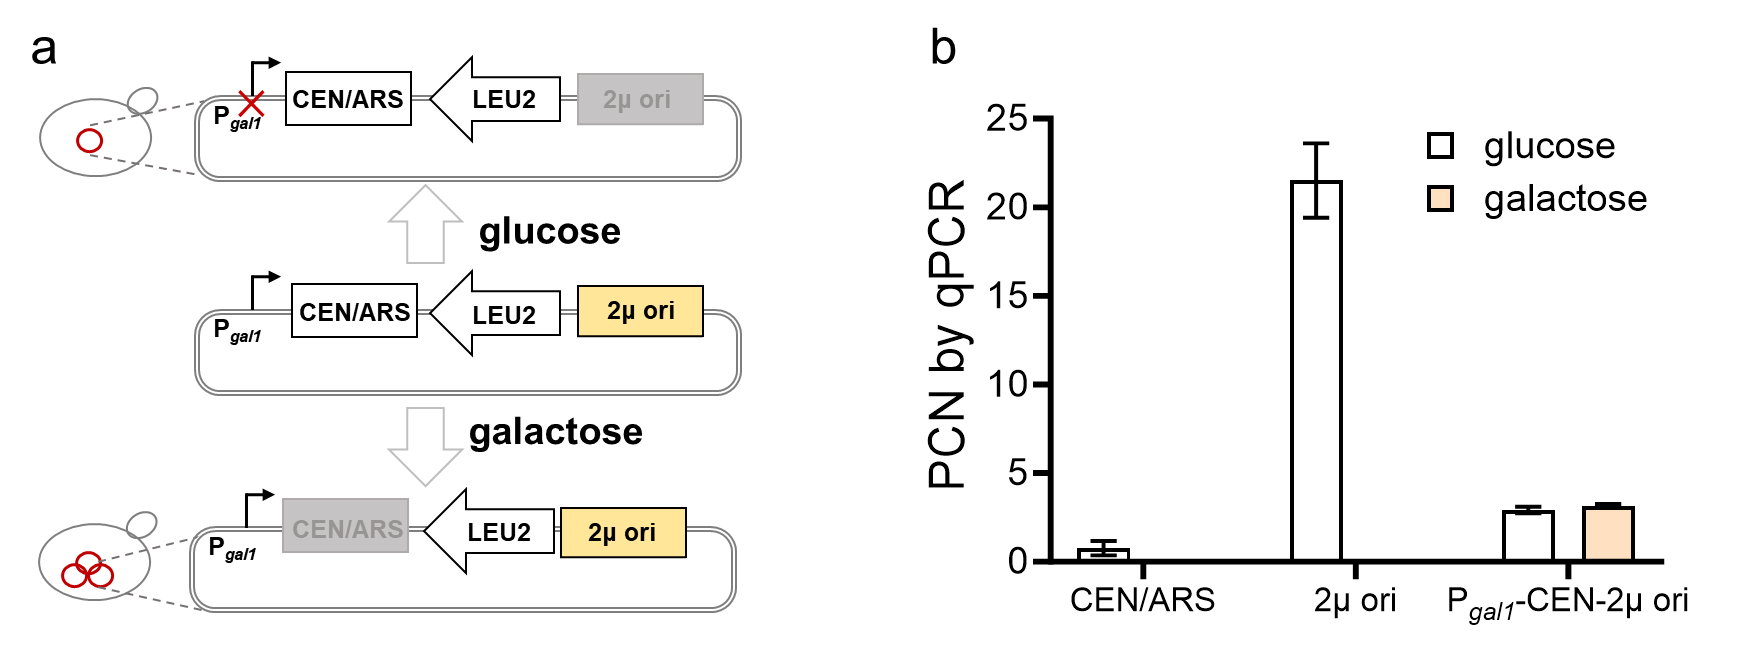 a
CEN/ARS
LEU2
2µ ori
Pgal1
glucose
CEN/ARS
LEU2
2µ ori
Pgal1
galactose
CEN/ARS
LEU2
2µ ori
Pgal1
b
PCN by qPCR
25
20
15
10
5
0
glucose
galactose
CEN/ARS
2µ ori
Pgal1-CEN-2µ ori